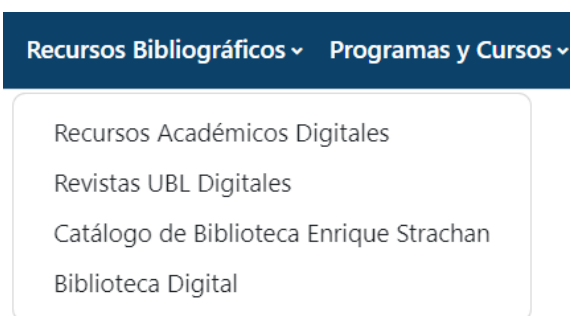 Recursos Bibliográficos Programas y Cursos
Recursos Académicos Digitales
Revistas UBL Digitales
Catálogo de Biblioteca Enrique Strachan
Biblioteca Digital